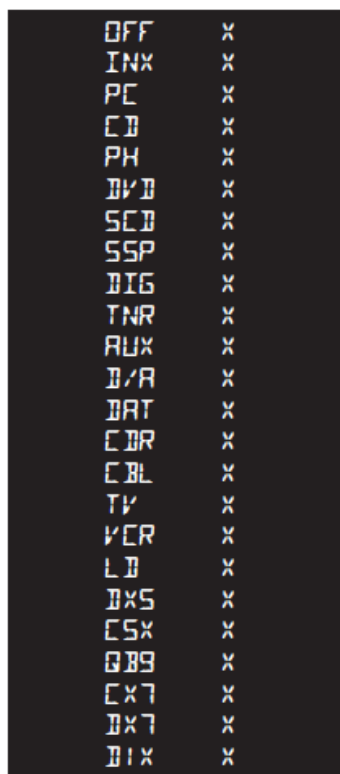 OFF X
INX X
PC X
CD X
PH X
DVD X
SCD X
SSP X
DIG X
TNR X
AUX X
D/A X
DAT X
CDR X
CBL X
TV X
VCR X
LD X
DX5 X
CSX X
QB9 X
CX7 X
DX7 X
DIX X